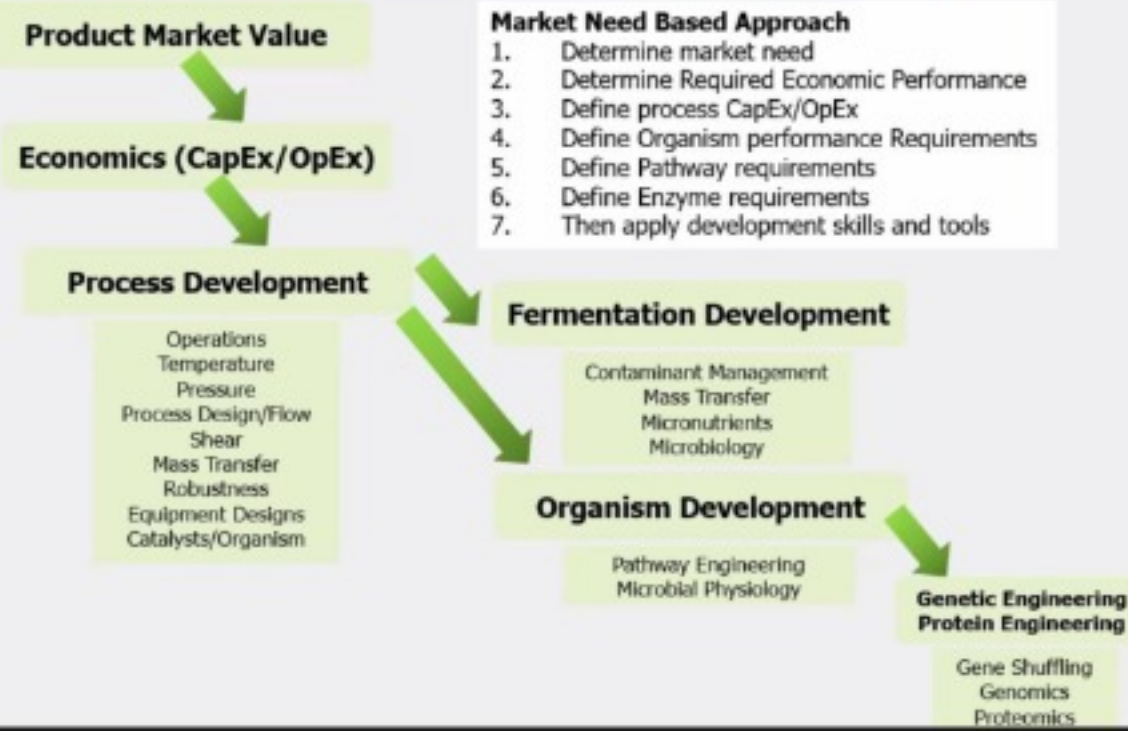 Product Market Value
Market Need Based Approach
1. Determine market need
2. Determine Required Economic Performance
3. Define process CapEx/OpEx
4. Define Organism performance Requirements
5. Define Pathway requirements
6. Define Enzyme requirements
7. Then apply development skills and tools
Economics (CapEx/OpEx)
Process Development
Operations
Temperature
Pressure
Process Design/Flow
Shear
Mass Transfer
Robustness
Equipment Designs
Catalysts/Organism
Fermentation Development
Contaminant Management
Mass Transfer
Micronutrients
Microbiology
Organism Development
Pathway Engineering
Microbial Physiology
Genetic Engineering
Protein Engineering
Gene Shuffling
Genomics
Proteomics